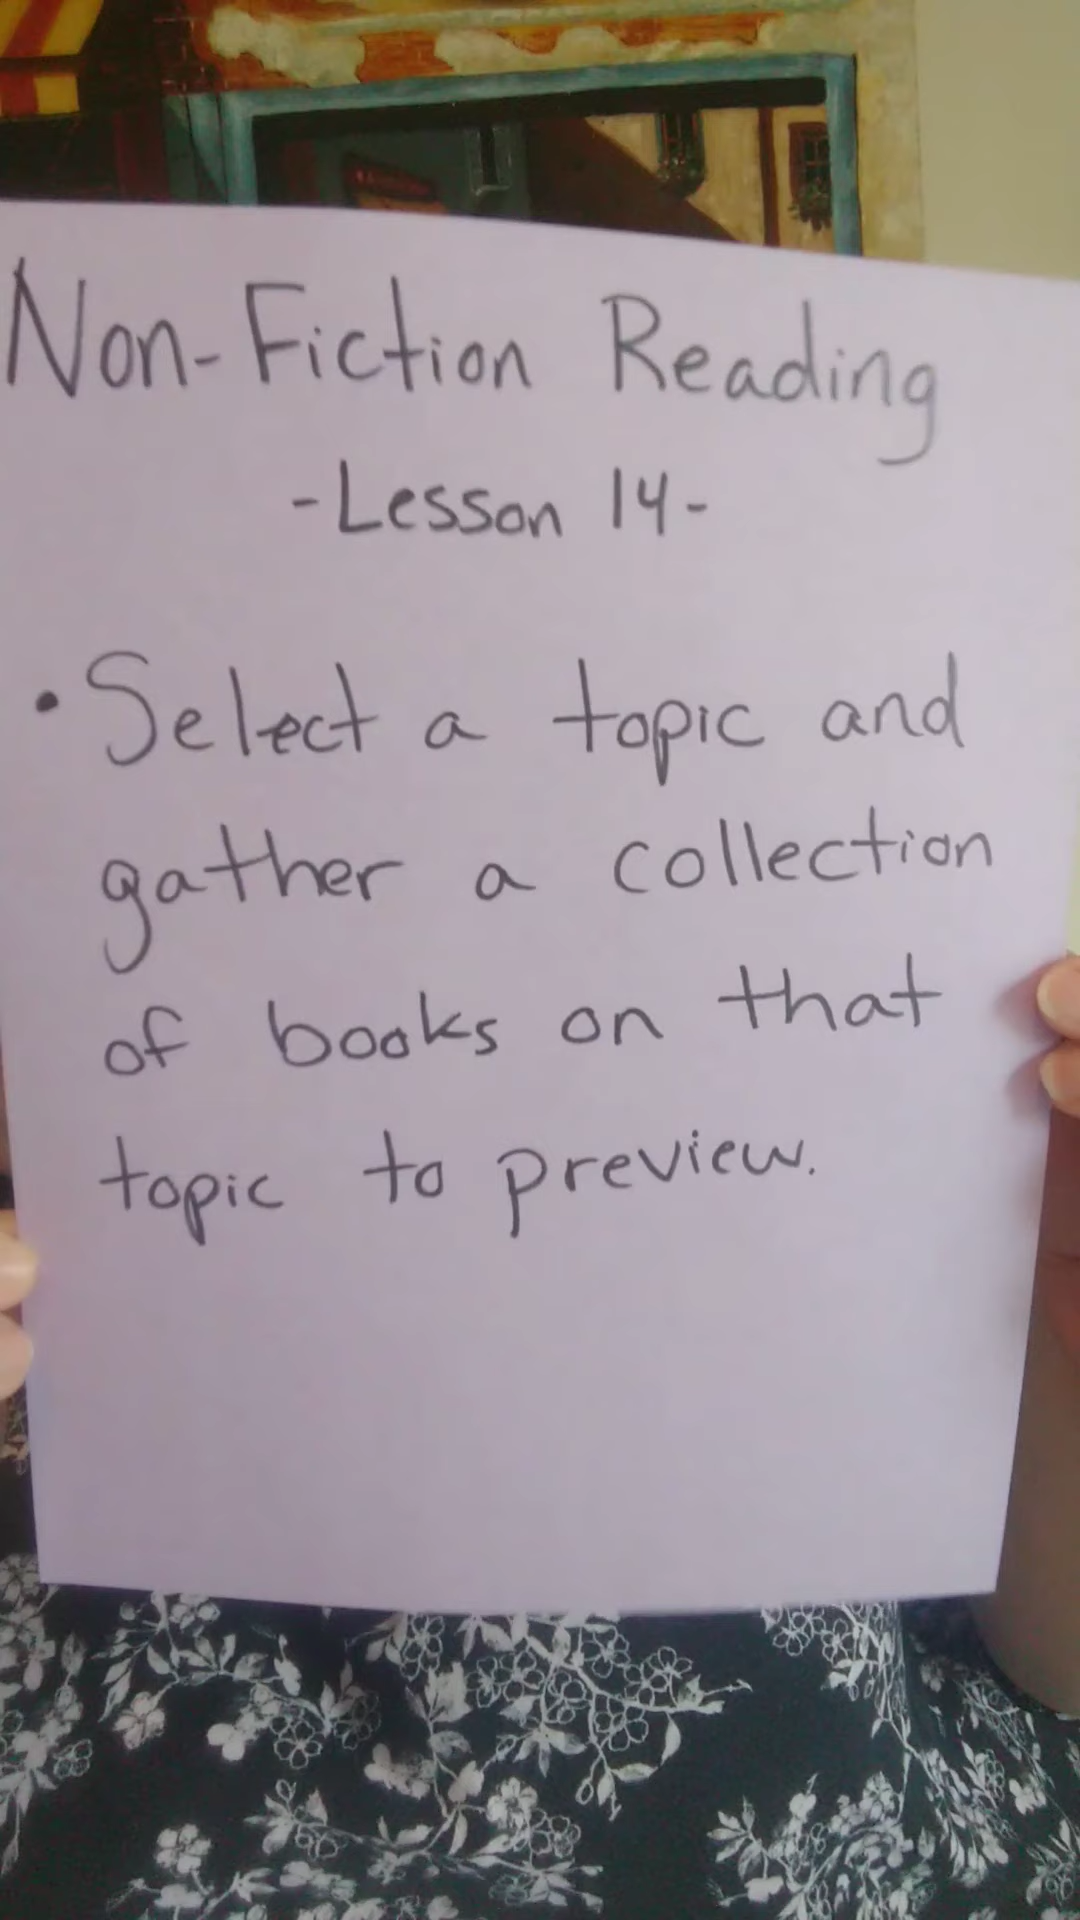 Non-Fiction Reading
-Lesson 14-
• Select a topic and
gather a collection
of books on that
topic to preview.